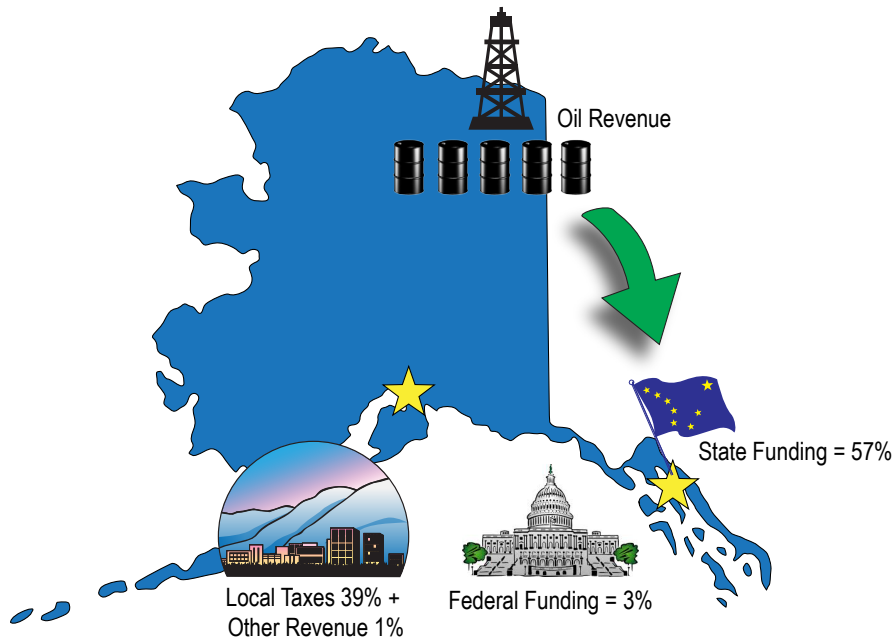 Oil Revenue
State Funding = 57%
Local Taxes 39% +
Other Revenue 1%
Federal Funding = 3%